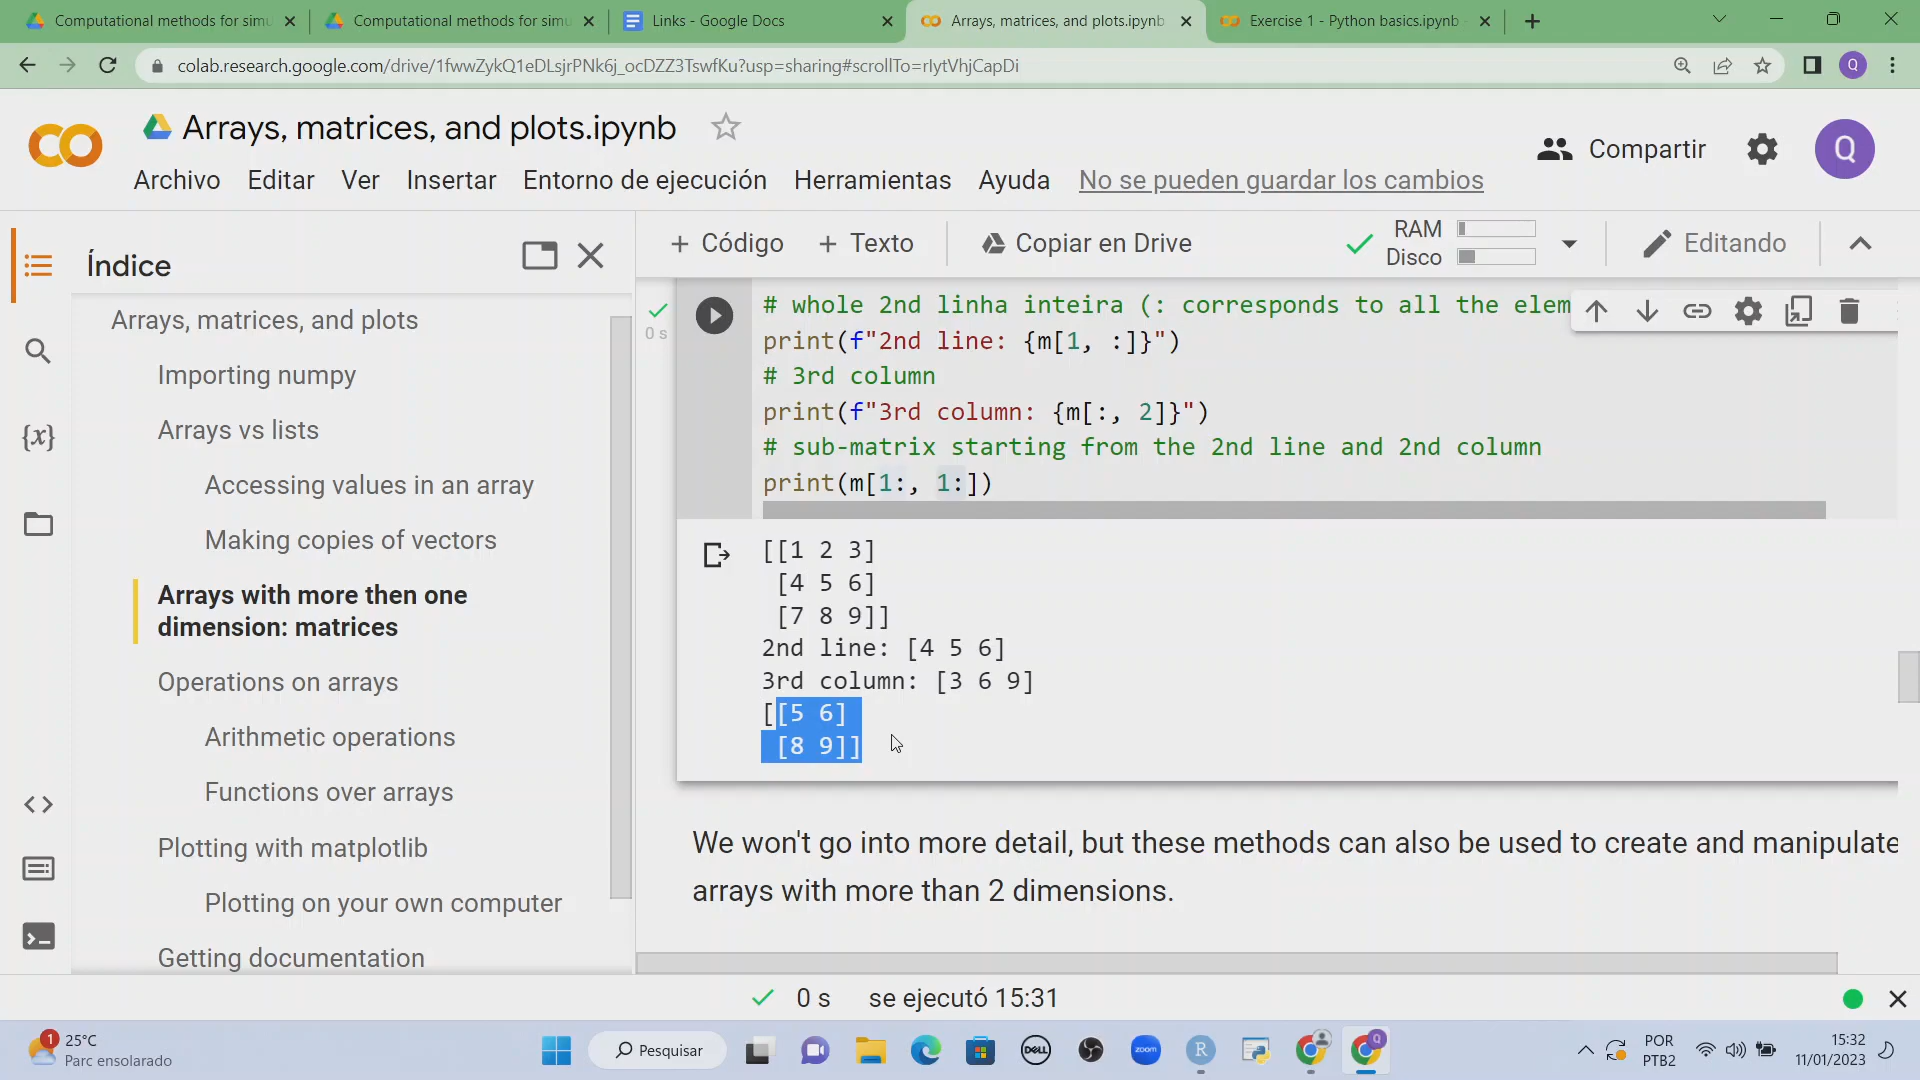 Computational methods for simu
Computational methods for simu
Links - Google Docs
Arrays, matrices, and plots.ipynb
Exercise 1 - Python basics.ipynb
colab.research.google.com/drive/1fwwZykQ1eDLsjrPNk6j_ocDZZ3TswfKu?usp=sharing#scrollTo=rIytVhjCapDi
Q
Arrays, matrices, and plots.ipynb
Archivo Editar Ver Insertar Entorno de ejecución Herramientas Ayuda No se pueden guardar los cambios
Compartir
Q
Índice
Arrays, matrices, and plots
Importing numpy
Arrays vs lists
Accessing values in an array
Making copies of vectors
Arrays with more then one
dimension: matrices
Operations on arrays
Arithmetic operations
Functions over arrays
Plotting with matplotlib
Plotting on your own computer
Getting documentation
{x}
+ Código + Texto Copiar en Drive
RAM
Disco
Editando
0 s
# whole 2nd linha inteira (: corresponds to all the elem
print(f"2nd line: {m[1, :]}")
# 3rd column
print(f"3rd column: {m[:, 2]}")
# sub-matrix starting from the 2nd line and 2nd column
print(m[1:, 1:])
[[1 2 3]
[4 5 6]
[7 8 9]]
2nd line: [4 5 6]
3rd column: [3 6 9]
[[5 6]
[8 9]]
We won't go into more detail, but these methods can also be used to create and manipulate
arrays with more than 2 dimensions.
0 s se ejecutó 15:31
1
25°C
Parc ensolarado
Pesquisar
DELL
zoom
R
Q
POR
PTB2
15:32
11/01/2023